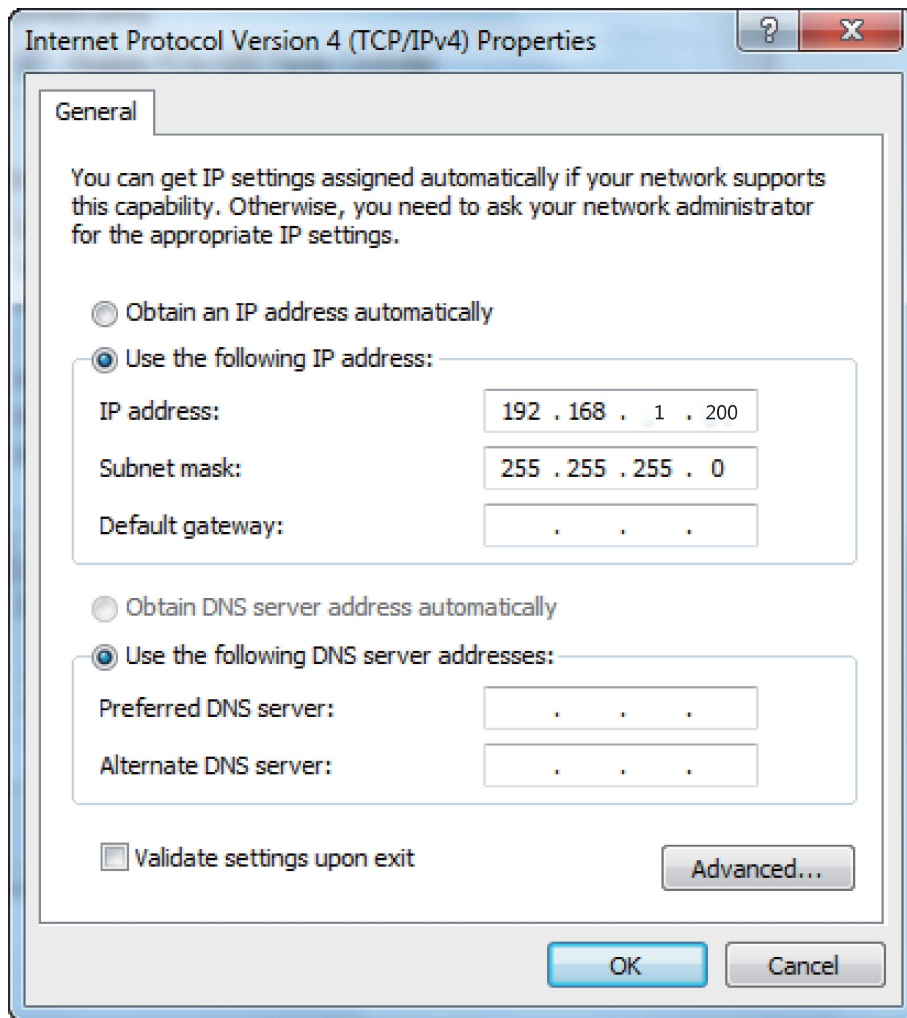 Internet Protocol Version 4 (TCP/IPv4) Properties
?
X
General
You can get IP settings assigned automatically if your network supports
this capability. Otherwise, you need to ask your network administrator
for the appropriate IP settings.
Obtain an IP address automatically
Use the following IP address:
IP address: 192 . 168 . 1 . 200
Subnet mask: 255 . 255 . 255 . 0
Default gateway: . . .
Obtain DNS server address automatically
Use the following DNS server addresses:
Preferred DNS server: . . .
Alternate DNS server: . . .
Validate settings upon exit
Advanced...
OK Cancel